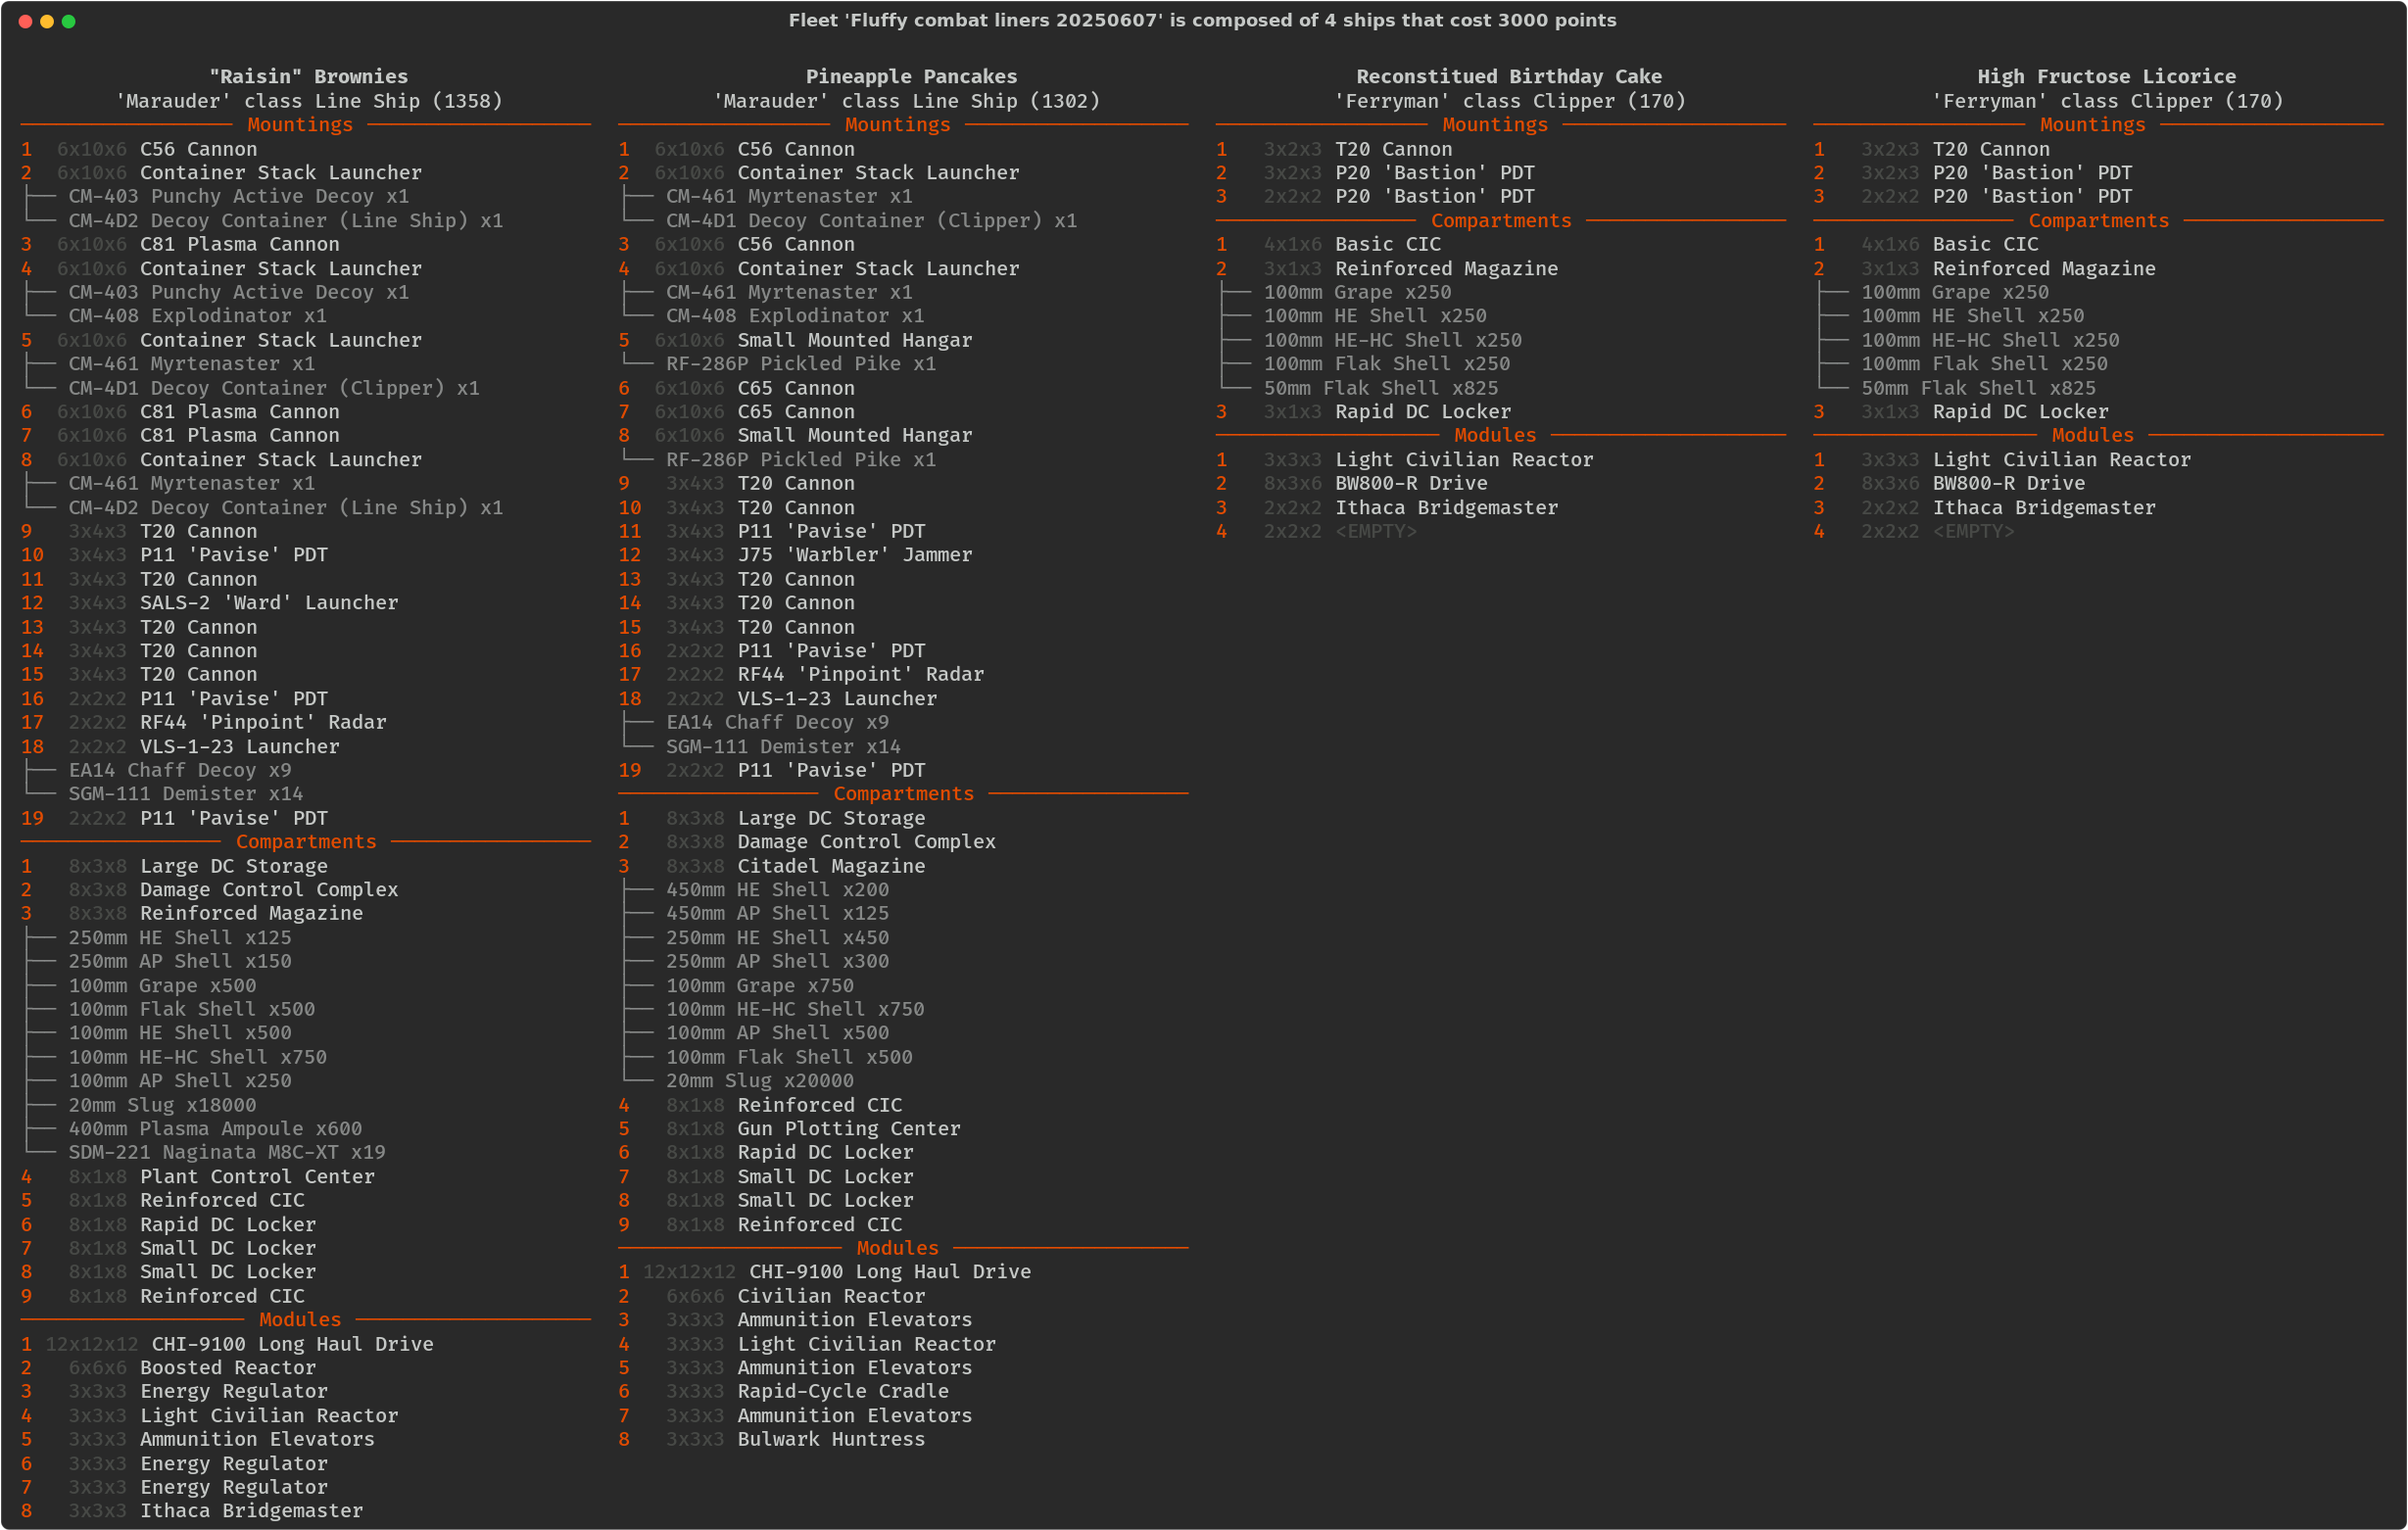 Fleet 'Fluffy combat liners 20250607' is composed of 4 ships that cost 3000 points
"Raisin" Brownies
'Marauder' class Line Ship (1358)
Mountings
1 6x10x6 C56 Cannon
2 6x10x6 Container Stack Launcher
CM-403 Punchy Active Decoy x1
CM-4D2 Decoy Container (Line Ship) x1
3 6x10x6 C81 Plasma Cannon
4 6x10x6 Container Stack Launcher
CM-403 Punchy Active Decoy x1
CM-408 Explodinator x1
5 6x10x6 Container Stack Launcher
CM-461 Myrtenaster x1
CM-4D1 Decoy Container (Clipper) x1
6 6x10x6 C81 Plasma Cannon
7 6x10x6 C81 Plasma Cannon
8 6x10x6 Container Stack Launcher
CM-461 Myrtenaster x1
CM-4D2 Decoy Container (Line Ship) x1
9 3x4x3 T20 Cannon
10 3x4x3 P11 'Pavise' PDT
11 3x4x3 T20 Cannon
12 3x4x3 SALS-2 'Ward' Launcher
13 3x4x3 T20 Cannon
14 3x4x3 T20 Cannon
15 3x4x3 T20 Cannon
16 2x2x2 P11 'Pavise' PDT
17 2x2x2 RF44 'Pinpoint' Radar
18 2x2x2 VLS-1-23 Launcher
EA14 Chaff Decoy x9
SGM-111 Demister x14
19 2x2x2 P11 'Pavise' PDT
Compartments
1 8x3x8 Large DC Storage
2 8x3x8 Damage Control Complex
3 8x3x8 Reinforced Magazine
250mm HE Shell x125
250mm AP Shell x150
100mm Grape x500
100mm Flak Shell x500
100mm HE Shell x500
100mm HE-HC Shell x750
100mm AP Shell x250
20mm Slug x18000
400mm Plasma Ampoule x600
SDM-221 Naginata M8C-XT x19
4 8x1x8 Plant Control Center
5 8x1x8 Reinforced CIC
6 8x1x8 Rapid DC Locker
7 8x1x8 Small DC Locker
8 8x1x8 Small DC Locker
9 8x1x8 Reinforced CIC
Modules
1 12x12x12 CHI-9100 Long Haul Drive
2 6x6x6 Boosted Reactor
3 3x3x3 Energy Regulator
4 3x3x3 Light Civilian Reactor
5 3x3x3 Ammunition Elevators
6 3x3x3 Energy Regulator
7 3x3x3 Energy Regulator
8 3x3x3 Ithaca Bridgemaster
Pineapple Pancakes
'Marauder' class Line Ship (1302)
Mountings
1 6x10x6 C56 Cannon
2 6x10x6 Container Stack Launcher
CM-461 Myrtenaster x1
CM-4D1 Decoy Container (Clipper) x1
3 6x10x6 C56 Cannon
4 6x10x6 Container Stack Launcher
CM-461 Myrtenaster x1
CM-408 Explodinator x1
5 6x10x6 Small Mounted Hangar
RF-286P Pickled Pike x1
6 6x10x6 C65 Cannon
7 6x10x6 C65 Cannon
8 6x10x6 Small Mounted Hangar
RF-286P Pickled Pike x1
9 3x4x3 T20 Cannon
10 3x4x3 T20 Cannon
11 3x4x3 P11 'Pavise' PDT
12 3x4x3 J75 'Warbler' Jammer
13 3x4x3 T20 Cannon
14 3x4x3 T20 Cannon
15 3x4x3 T20 Cannon
16 2x2x2 P11 'Pavise' PDT
17 2x2x2 RF44 'Pinpoint' Radar
18 2x2x2 VLS-1-23 Launcher
EA14 Chaff Decoy x9
SGM-111 Demister x14
19 2x2x2 P11 'Pavise' PDT
Compartments
1 8x3x8 Large DC Storage
2 8x3x8 Damage Control Complex
3 8x3x8 Citadel Magazine
450mm HE Shell x200
450mm AP Shell x125
250mm HE Shell x450
250mm AP Shell x300
100mm Grape x750
100mm HE-HC Shell x750
100mm AP Shell x500
100mm Flak Shell x500
20mm Slug x20000
4 8x1x8 Reinforced CIC
5 8x1x8 Gun Plotting Center
6 8x1x8 Rapid DC Locker
7 8x1x8 Small DC Locker
8 8x1x8 Small DC Locker
9 8x1x8 Reinforced CIC
Modules
1 12x12x12 CHI-9100 Long Haul Drive
2 6x6x6 Civilian Reactor
3 3x3x3 Ammunition Elevators
4 3x3x3 Light Civilian Reactor
5 3x3x3 Ammunition Elevators
6 3x3x3 Rapid-Cycle Cradle
7 3x3x3 Ammunition Elevators
8 3x3x3 Bulwark Huntress
Reconstitued Birthday Cake
'Ferryman' class Clipper (170)
Mountings
1 3x2x3 T20 Cannon
2 3x2x3 P20 'Bastion' PDT
3 2x2x2 P20 'Bastion' PDT
Compartments
1 4x1x6 Basic CIC
2 3x1x3 Reinforced Magazine
100mm Grape x250
100mm HE Shell x250
100mm HE-HC Shell x250
100mm Flak Shell x250
50mm Flak Shell x825
3 3x1x3 Rapid DC Locker
Modules
1 3x3x3 Light Civilian Reactor
2 8x3x6 BW800-R Drive
3 2x2x2 Ithaca Bridgemaster
4 2x2x2 <EMPTY>
High Fructose Licorice
'Ferryman' class Clipper (170)
Mountings
1 3x2x3 T20 Cannon
2 3x2x3 P20 'Bastion' PDT
3 2x2x2 P20 'Bastion' PDT
Compartments
1 4x1x6 Basic CIC
2 3x1x3 Reinforced Magazine
100mm Grape x250
100mm HE Shell x250
100mm HE-HC Shell x250
100mm Flak Shell x250
50mm Flak Shell x825
3 3x1x3 Rapid DC Locker
Modules
1 3x3x3 Light Civilian Reactor
2 8x3x6 BW800-R Drive
3 2x2x2 Ithaca Bridgemaster
4 2x2x2 <EMPTY>